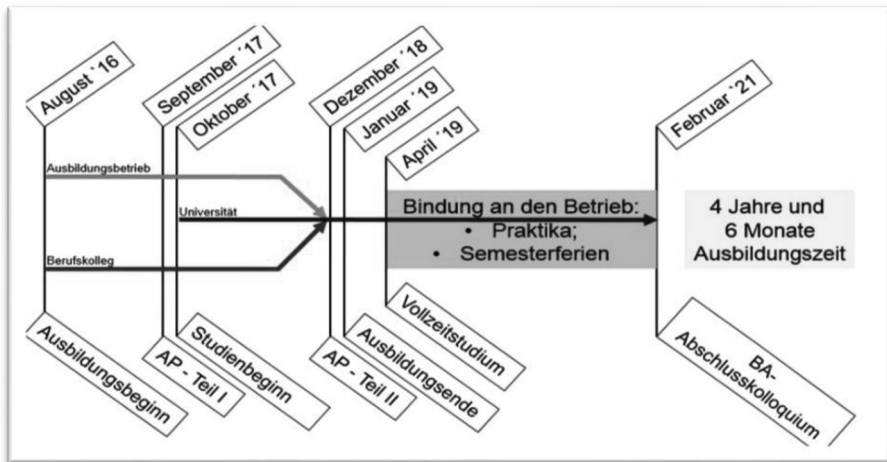 August `16
September ´17
Oktober ´17
Dezember ´18
Januar ´19
April ´19
Februar ´21
Ausbildungsbetrieb
Universität
Berufskolleg
Bindung an den Betrieb:
• Praktika;
• Semesterferien
4 Jahre und
6 Monate
Ausbildungszeit
Ausbildungsbeginn
AP - Teil I
Studienbeginn
AP - Teil II
Ausbildungsende
Vollzeitstudium
BA-
Abschlusskolloquium